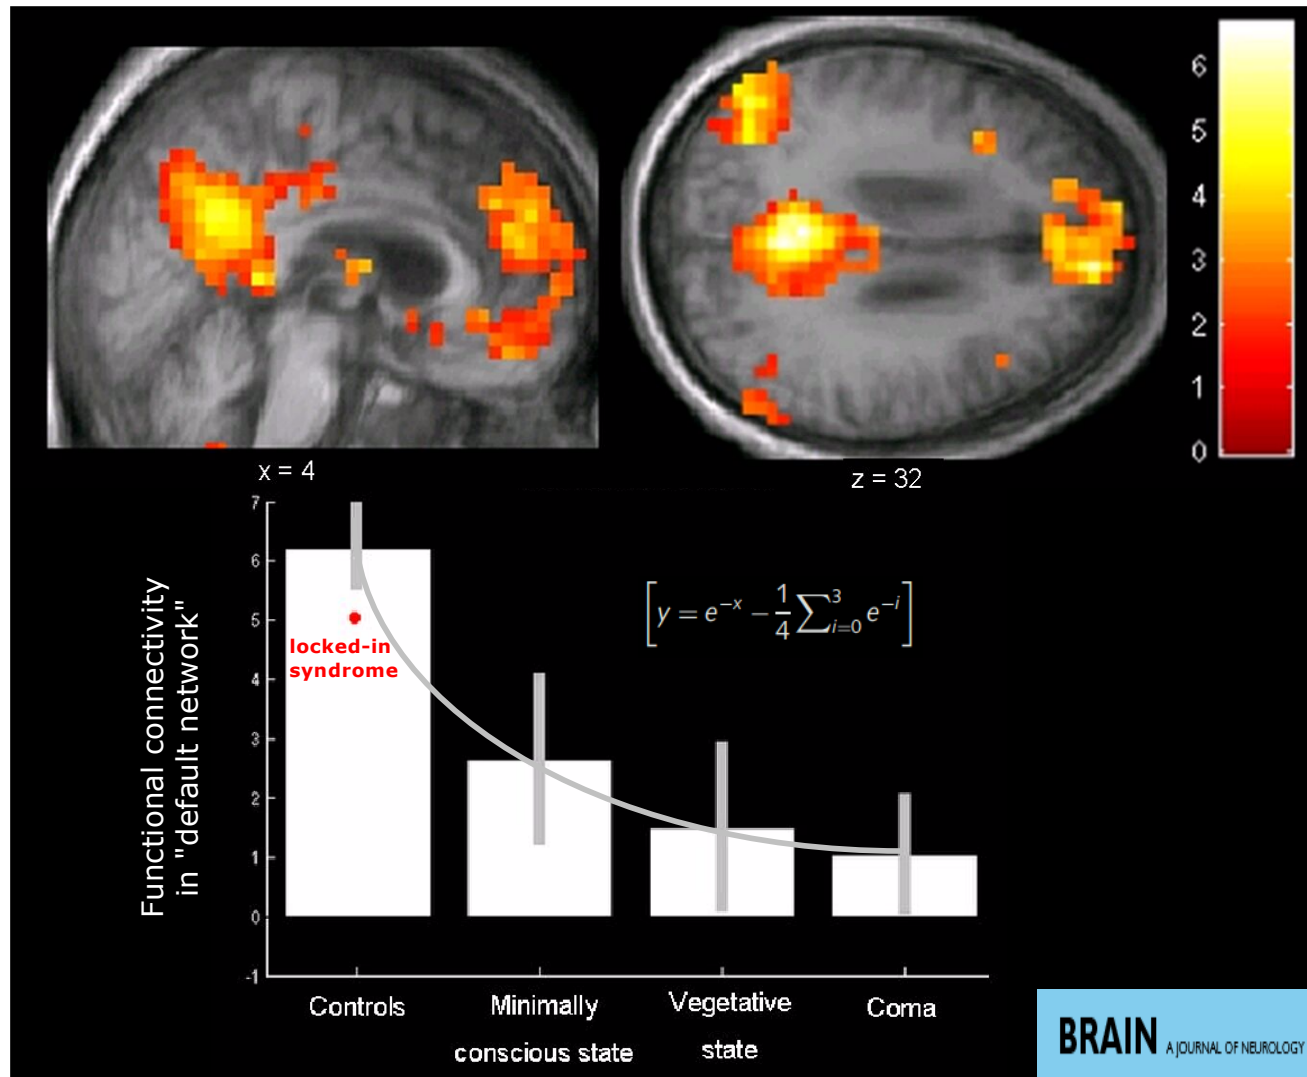 6
5
4
3
2
1
0
x = 4
z = 32
7
6
5
4
3
2
1
0
-1
Functional connectivity
in "default network"
locked-in
syndrome
[y = e^{-x} − 1/4 ∑_{i=0}^{3} e^{-i}]
Controls
Minimally
conscious state
Vegetative
state
Coma
BRAIN A JOURNAL OF NEUROLOGY